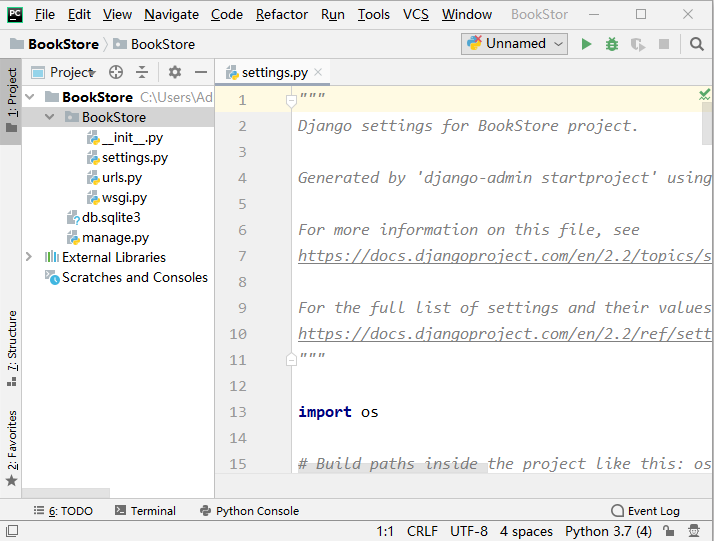 PC File Edit View Navigate Code Refactor Run Tools VCS Window BookStor
BookStore BookStore Unnamed
1: Project
Project
settings.py
BookStore C:\Users\Ad
BookStore
__init__.py
settings.py
urls.py
wsgi.py
db.sqlite3
manage.py
External Libraries
Scratches and Consoles
1 """
2 Django settings for BookStore project.
3
4 Generated by 'django-admin startproject' using
5
6 For more information on this file, see
7 https://docs.djangoproject.com/en/2.2/topics/s
8
9 For the full list of settings and their values
10 https://docs.djangoproject.com/en/2.2/ref/sett
11 """
12
13 import os
14
15 # Build paths inside the project like this: os
7: Structure
2: Favorites
6: TODO Terminal Python Console Event Log
1:1 CRLF UTF-8 4 spaces Python 3.7 (4)